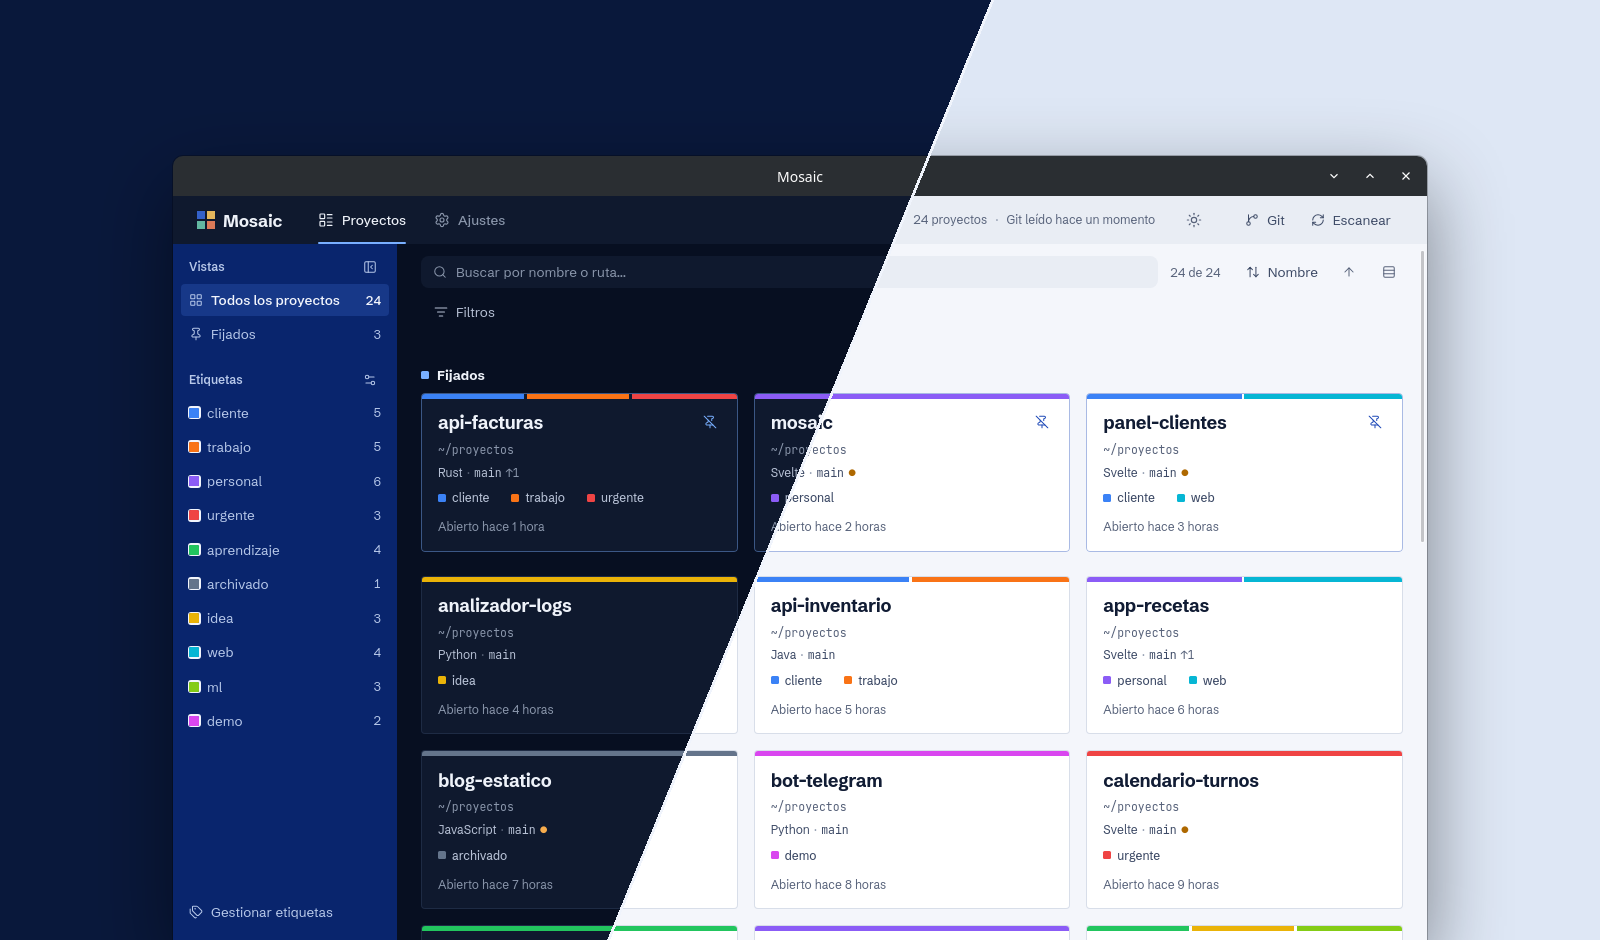 Mosaic
Mosaic
Proyectos
Ajustes
24 proyectos · Git leído hace un momento
Git
Escanear
Vistas
Todos los proyectos 24
Fijados 3
Etiquetas
cliente 5
trabajo 5
personal 6
urgente 3
aprendizaje 4
archivado 1
idea 3
web 4
ml 3
demo 2
Gestionar etiquetas
Buscar por nombre o ruta...
24 de 24
Nombre
Filtros
Fijados
api-facturas
~/proyectos
Rust · main ↑1
cliente trabajo urgente
Abierto hace 1 hora
mosaic
~/proyectos
Svelte · main
personal
Abierto hace 2 horas
panel-clientes
~/proyectos
Svelte · main
cliente web
Abierto hace 3 horas
analizador-logs
~/proyectos
Python · main
idea
Abierto hace 4 horas
api-inventario
~/proyectos
Java · main
cliente trabajo
Abierto hace 5 horas
app-recetas
~/proyectos
Svelte · main ↑1
personal web
Abierto hace 6 horas
blog-estatico
~/proyectos
JavaScript · main
archivado
Abierto hace 7 horas
bot-telegram
~/proyectos
Python · main
demo
Abierto hace 8 horas
calendario-turnos
~/proyectos
Svelte · main
urgente
Abierto hace 9 horas